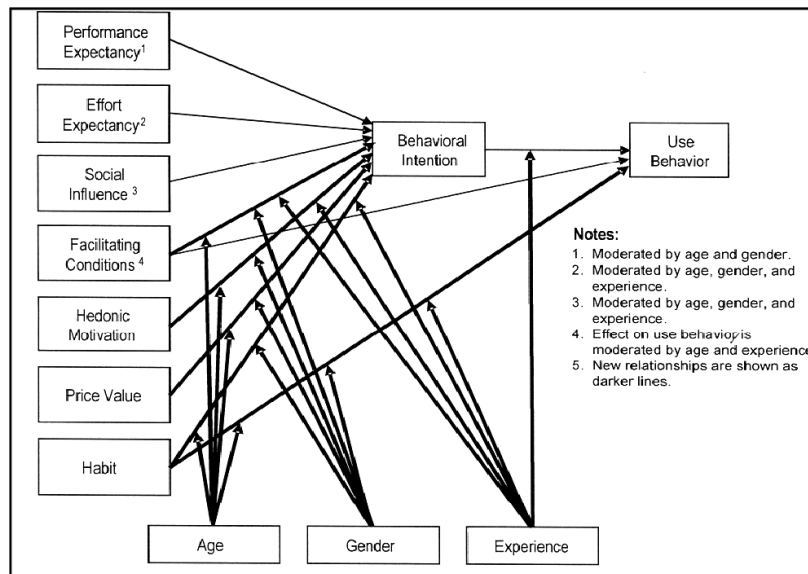 Performance
Expectancy¹
Effort
Expectancy²
Social
Influence ³
Facilitating
Conditions ⁴
Hedonic
Motivation
Price Value
Habit
Behavioral
Intention
Use
Behavior
Notes:
1. Moderated by age and gender.
2. Moderated by age, gender, and
experience.
3. Moderated by age, gender, and
experience.
4. Effect on use behavior is
moderated by age and experience
5. New relationships are shown as
darker lines.
Age
Gender
Experience